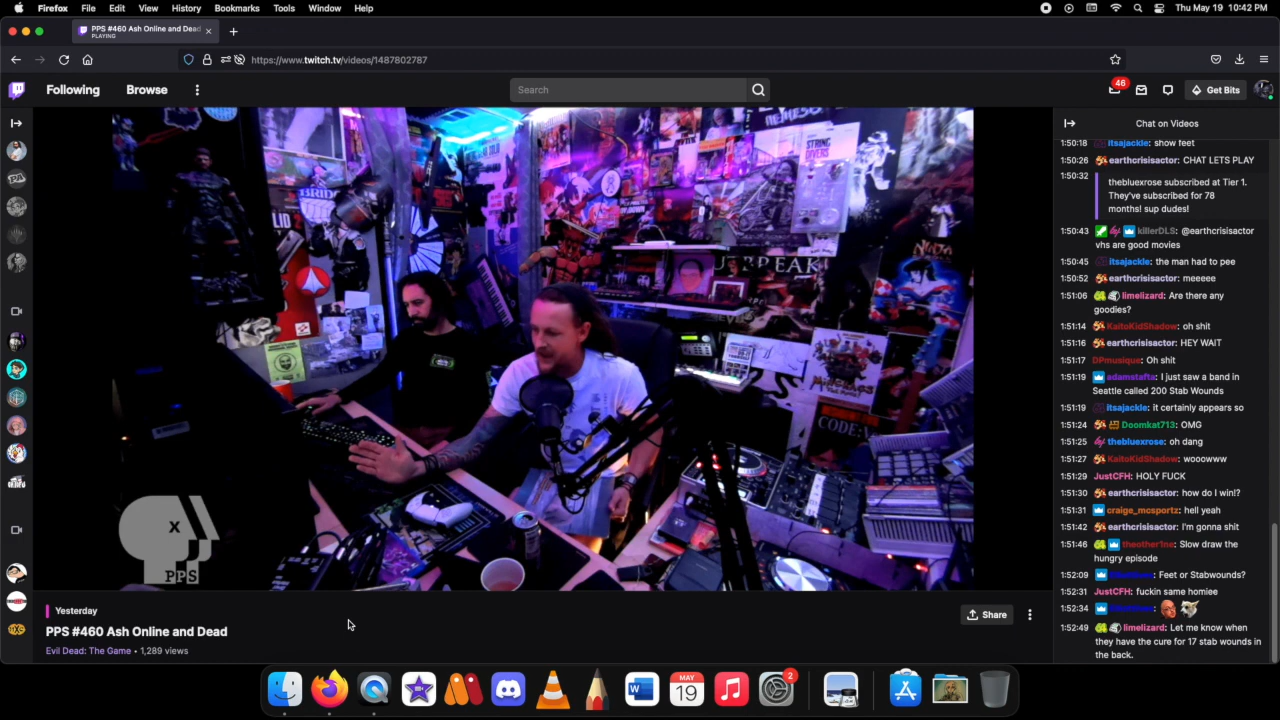 Firefox File Edit View History Bookmarks Tools Window Help
Thu May 19 10:42 PM
PPS #460 Ash Online and Dead
PLAYING
https://www.twitch.tv/videos/1487802787
Following Browse
Search
46
Get Bits
Chat on Videos
1:50:18 itsajackle: show feet
1:50:26 earthcrisisactor: CHAT LETS PLAY
1:50:32
thebluexrose subscribed at Tier 1.
They've subscribed for 78
months! sup dudes!
1:50:43 killerDLS: @earthcrisisactor
vhs are good movies
1:50:45 itsajackle: the man had to pee
1:50:52 earthcrisisactor: meeeee
1:51:06 limelizard: Are there any
goodies?
1:51:14 KaitoKidShadow: oh shit
1:51:16 earthcrisisactor: HEY WAIT
1:51:17 DPmusique: Oh shit
1:51:19 adamstafta: I just saw a band in
Seattle called 200 Stab Wounds
1:51:19 itsajackle: it certainly appears so
1:51:24 Doomkat713: OMG
1:51:25 thebluexrose: oh dang
1:51:27 KaitoKidShadow: wooowww
1:51:29 JustCFH: HOLY FUCK
1:51:30 earthcrisisactor: how do I win!?
1:51:31 craige_mcsportz: hell yeah
1:51:42 earthcrisisactor: I'm gonna shit
1:51:46 theother1ne: Slow draw the
hungry episode
1:52:09 : Feet or Stabwounds?
1:52:31 JustCFH: fuckin same homiee
1:52:34 :
1:52:49 limelizard: Let me know when
they have the cure for 17 stab wounds in
the back.
STRING
DIVERS
OUTBREAK
CODE:
X
PPS
Yesterday
Share
PPS #460 Ash Online and Dead
Evil Dead: The Game • 1,289 views
MAY
19
2